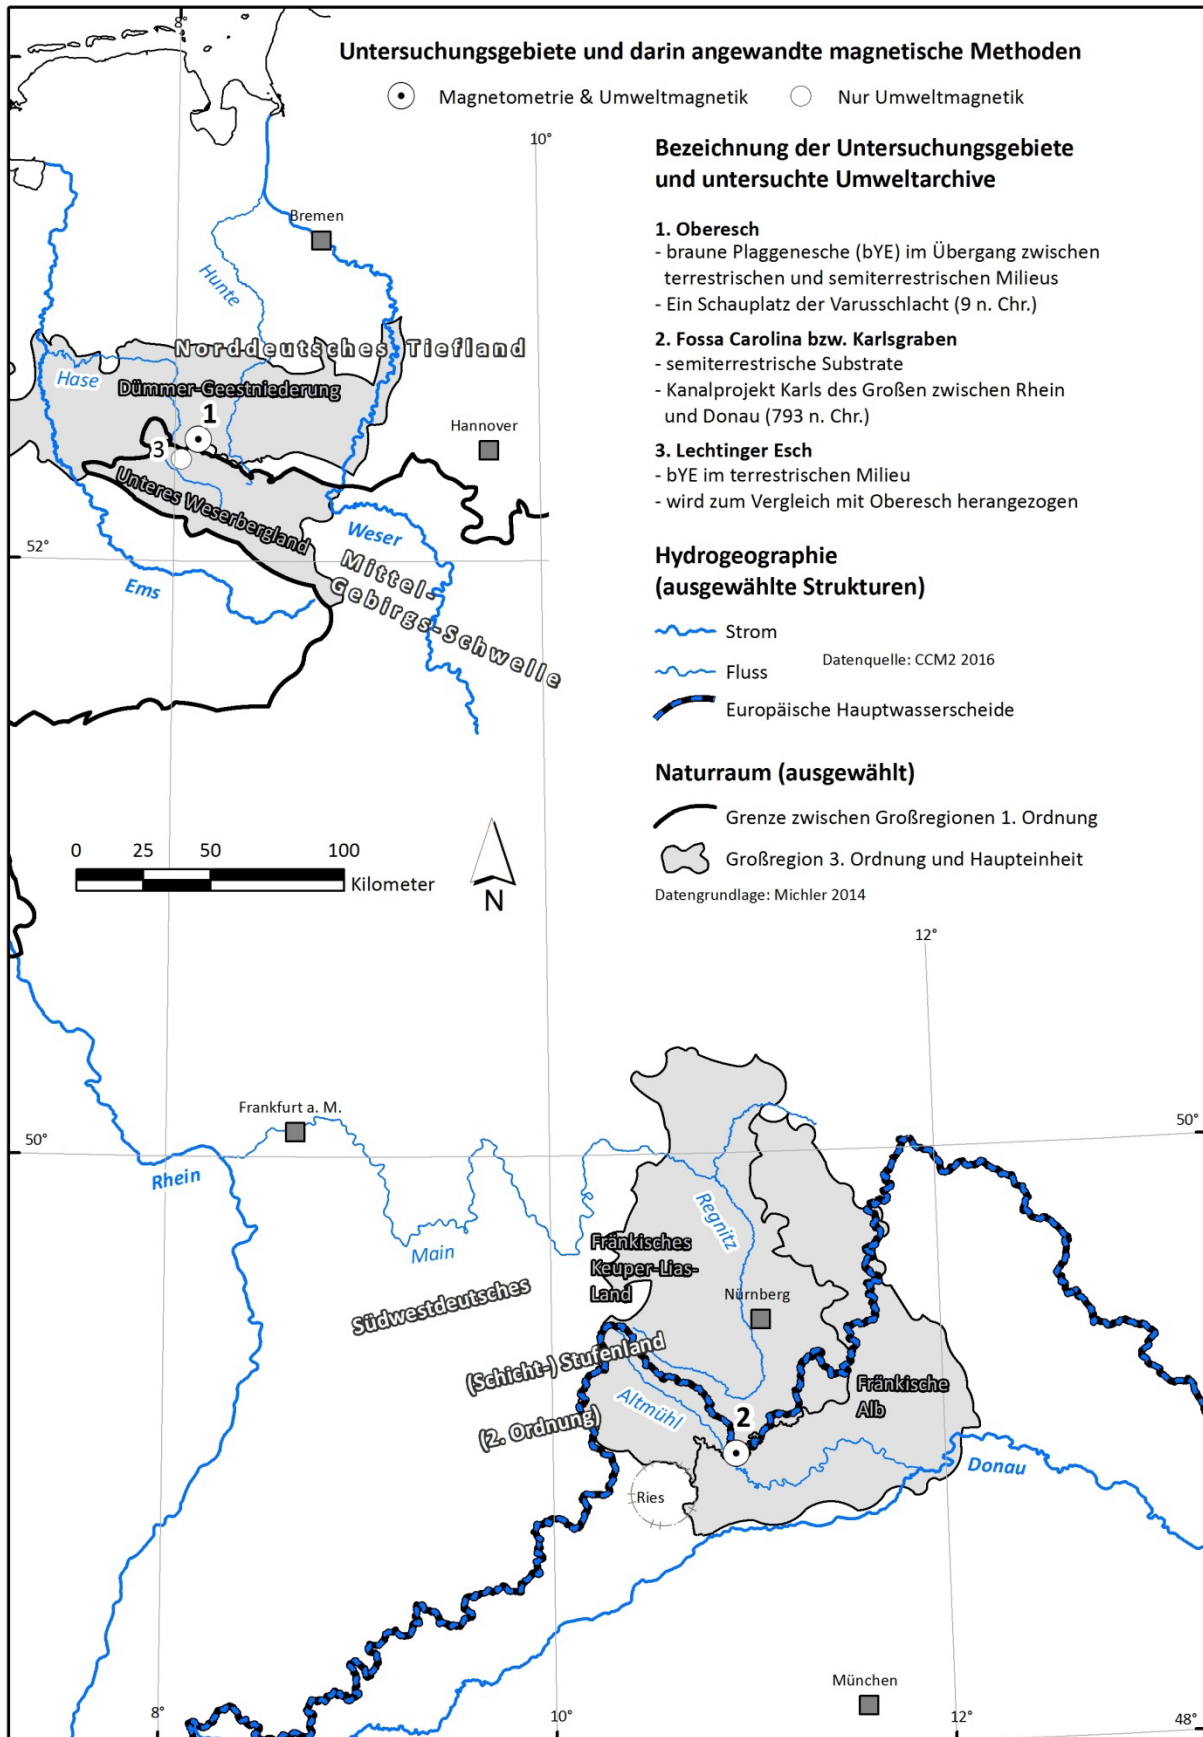 8°
Untersuchungsgebiete und darin angewandte magnetische Methoden
Magnetometrie & Umweltmagnetik
Nur Umweltmagnetik
10°
Bezeichnung der Untersuchungsgebiete
und untersuchte Umweltarchive
1. Oberesch
- braune Plaggenesche (bYE) im Übergang zwischen
terrestrischen und semiterrestrischen Milieus
- Ein Schauplatz der Varusschlacht (9 n. Chr.)
2. Fossa Carolina bzw. Karlsgraben
- semiterrestrische Substrate
- Kanalprojekt Karls des Großen zwischen Rhein
und Donau (793 n. Chr.)
3. Lechtinger Esch
- bYE im terrestrischen Milieu
- wird zum Vergleich mit Oberesch herangezogen
Hydrogeographie
(ausgewählte Strukturen)
Strom
Datenquelle: CCM2 2016
Fluss
Europäische Hauptwasserscheide
Naturraum (ausgewählt)
Grenze zwischen Großregionen 1. Ordnung
Großregion 3. Ordnung und Haupteinheit
Datengrundlage: Michler 2014
Bremen
Hunte
Norddeutsches Tiefland
Hase
Dümmer-Geestniederung
1
Hannover
3
Unteres Weserbergland
Weser
52°
Mittel-
Gebirgs-Schwelle
Ems
0 25 50 100
Kilometer
N
12°
Frankfurt a. M.
50°
50°
Rhein
Main
Regnitz
Fränkisches
Keuper-Lias-
Land
Nürnberg
Südwestdeutsches
(Schicht-) Stufenland
(2. Ordnung)
Altmühl
2
Fränkische
Alb
Donau
Ries
München
8°
10°
12°
48°